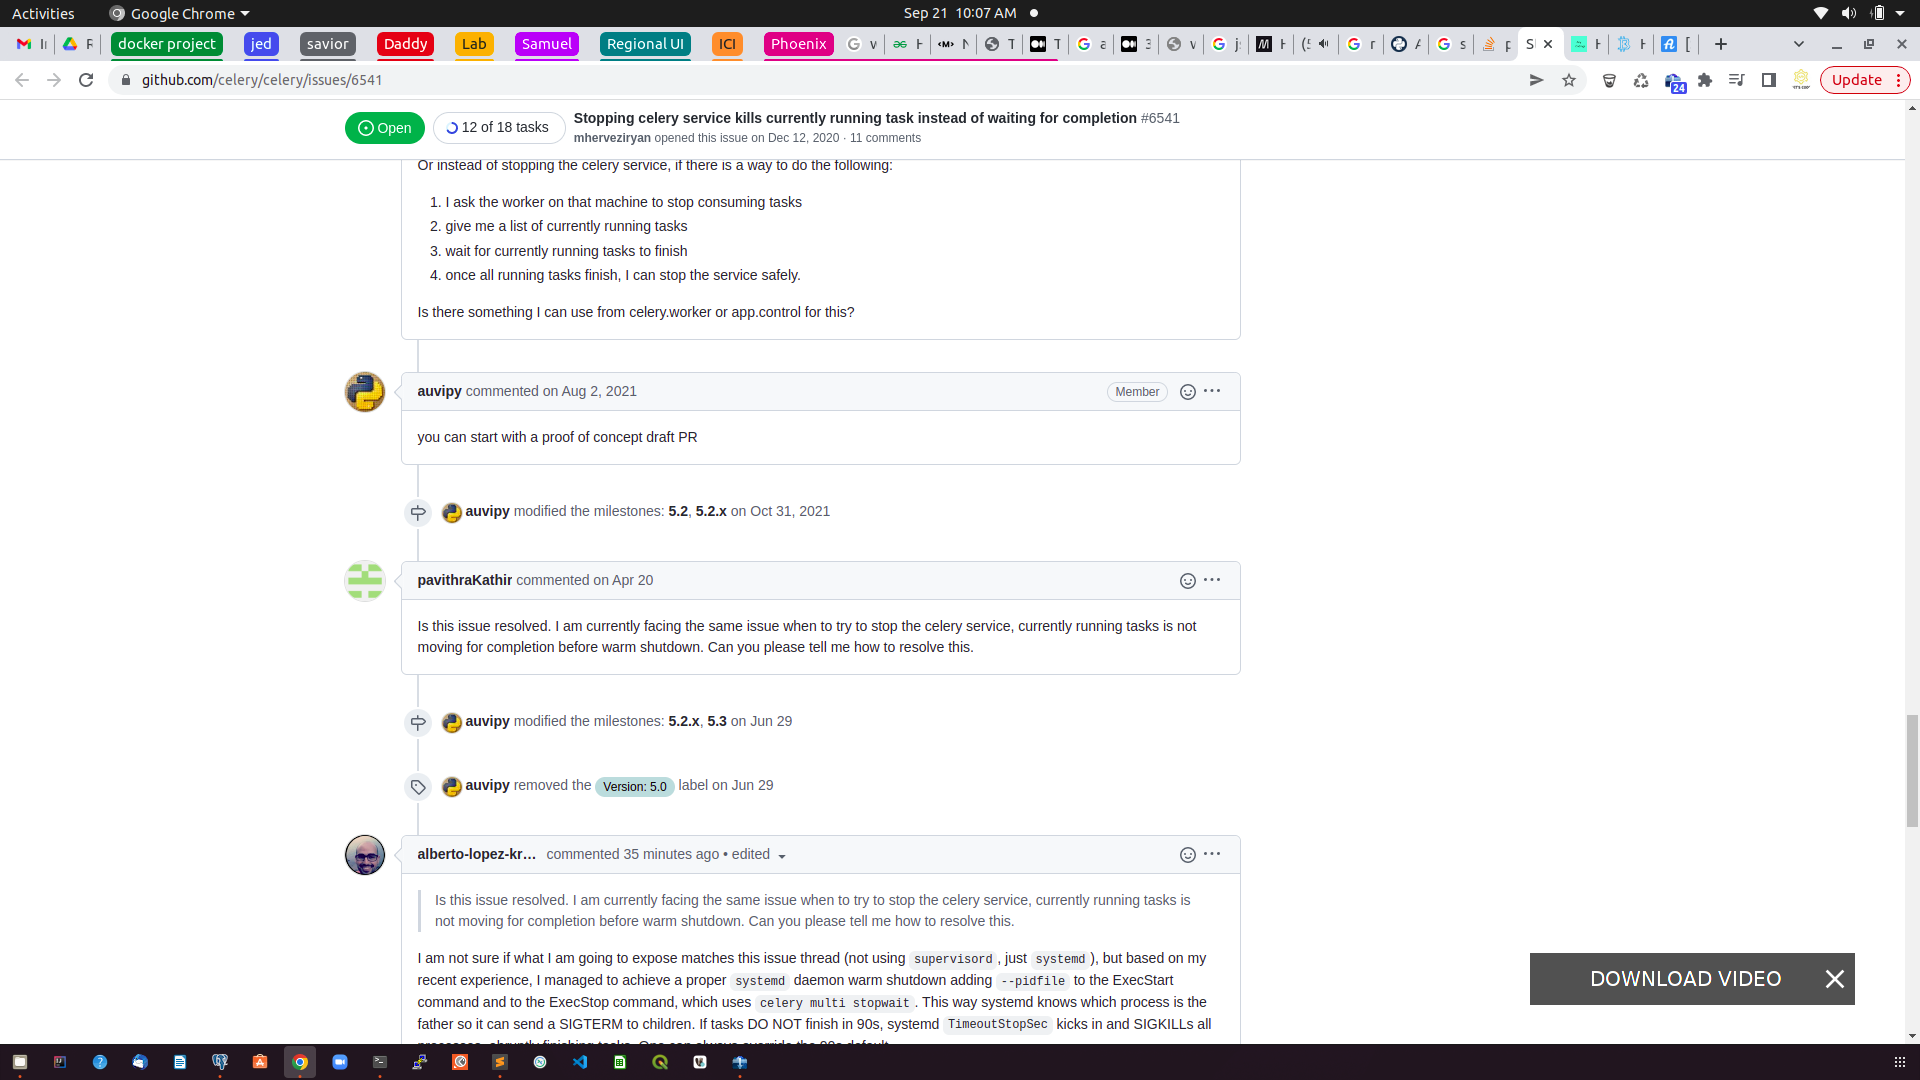 Activities
Google Chrome
Sep 21 10:07 AM
docker project
jed
savior
Daddy
Lab
Samuel
Regional UI
ICI
Phoenix
github.com/celery/celery/issues/6541
24
Update
Open
12 of 18 tasks
Stopping celery service kills currently running task instead of waiting for completion #6541
mherveziryan opened this issue on Dec 12, 2020 · 11 comments
Or instead of stopping the celery service, if there is a way to do the following:
1. I ask the worker on that machine to stop consuming tasks
2. give me a list of currently running tasks
3. wait for currently running tasks to finish
4. once all running tasks finish, I can stop the service safely.
Is there something I can use from celery.worker or app.control for this?
auvipy commented on Aug 2, 2021
Member
you can start with a proof of concept draft PR
auvipy modified the milestones: 5.2, 5.2.x on Oct 31, 2021
pavithraKathir commented on Apr 20
Is this issue resolved. I am currently facing the same issue when to try to stop the celery service, currently running tasks is not
moving for completion before warm shutdown. Can you please tell me how to resolve this.
auvipy modified the milestones: 5.2.x, 5.3 on Jun 29
auvipy removed the Version: 5.0 label on Jun 29
alberto-lopez-kr... commented 35 minutes ago • edited
Is this issue resolved. I am currently facing the same issue when to try to stop the celery service, currently running tasks is
not moving for completion before warm shutdown. Can you please tell me how to resolve this.
I am not sure if what I am going to expose matches this issue thread (not using supervisord, just systemd), but based on my
recent experience, I managed to achieve a proper systemd daemon warm shutdown adding --pidfile to the ExecStart
command and to the ExecStop command, which uses celery multi stopwait. This way systemd knows which process is the
father so it can send a SIGTERM to children. If tasks DO NOT finish in 90s, systemd TimeoutStopSec kicks in and SIGKILLs all
processes, abruptly finishing tasks. One can always override the 90s default.
DOWNLOAD VIDEO